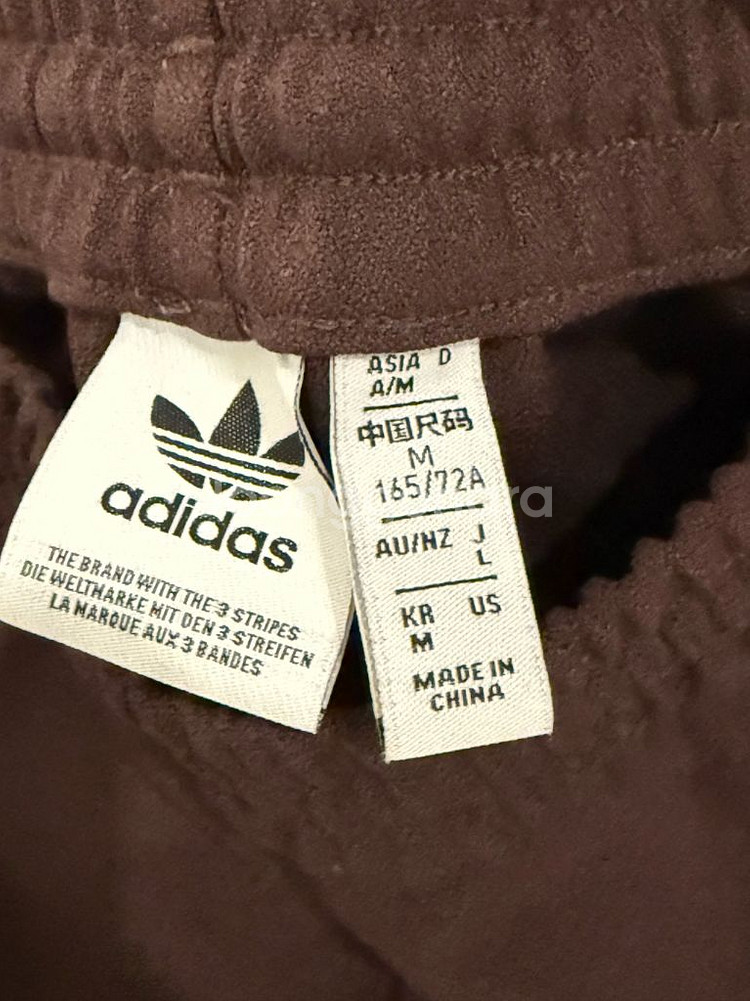 adidas
THE BRAND WITH THE 3 STRIPES
DIE WELTMARKE MIT DEN 3 STREIFEN
LA MARQUE AUX 3 BANDES
ASIA D
A/M
中国尺码
M
165/72A
AU/NZ J
L
KR US
M
MADE IN
CHINA